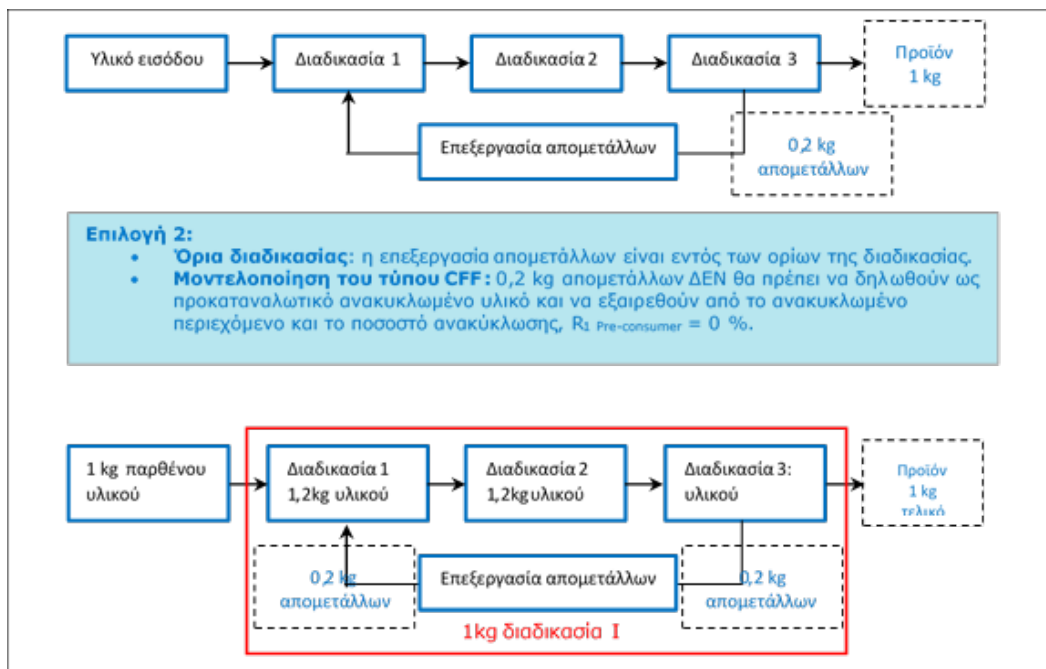 Υλικό εισόδου
Διαδικασία 1
Διαδικασία 2
Διαδικασία 3
Προϊόν
1 kg
Επεξεργασία απομετάλλων
0,2 kg
απομετάλλων
Επιλογή 2:
• Όρια διαδικασίας: η επεξεργασία απομετάλλων είναι εντός των ορίων της διαδικασίας.
• Μοντελοποίηση του τύπου CFF: 0,2 kg απομετάλλων ΔΕΝ θα πρέπει να δηλωθούν ως
προκαταναλωτικό ανακυκλωμένο υλικό και να εξαιρεθούν από το ανακυκλωμένο
περιεχόμενο και το ποσοστό ανακύκλωσης, R1 Pre-consumer = 0 %.
1 kg παρθένου
υλικού
Διαδικασία 1
1,2kg υλικού
Διαδικασία 2
1,2kg υλικού
Διαδικασία 3:
υλικού
Προϊόν
1 kg
τελικό
0,2 kg
απομετάλλων
Επεξεργασία απομετάλλων
0,2 kg
απομετάλλων
1kg διαδικασία I